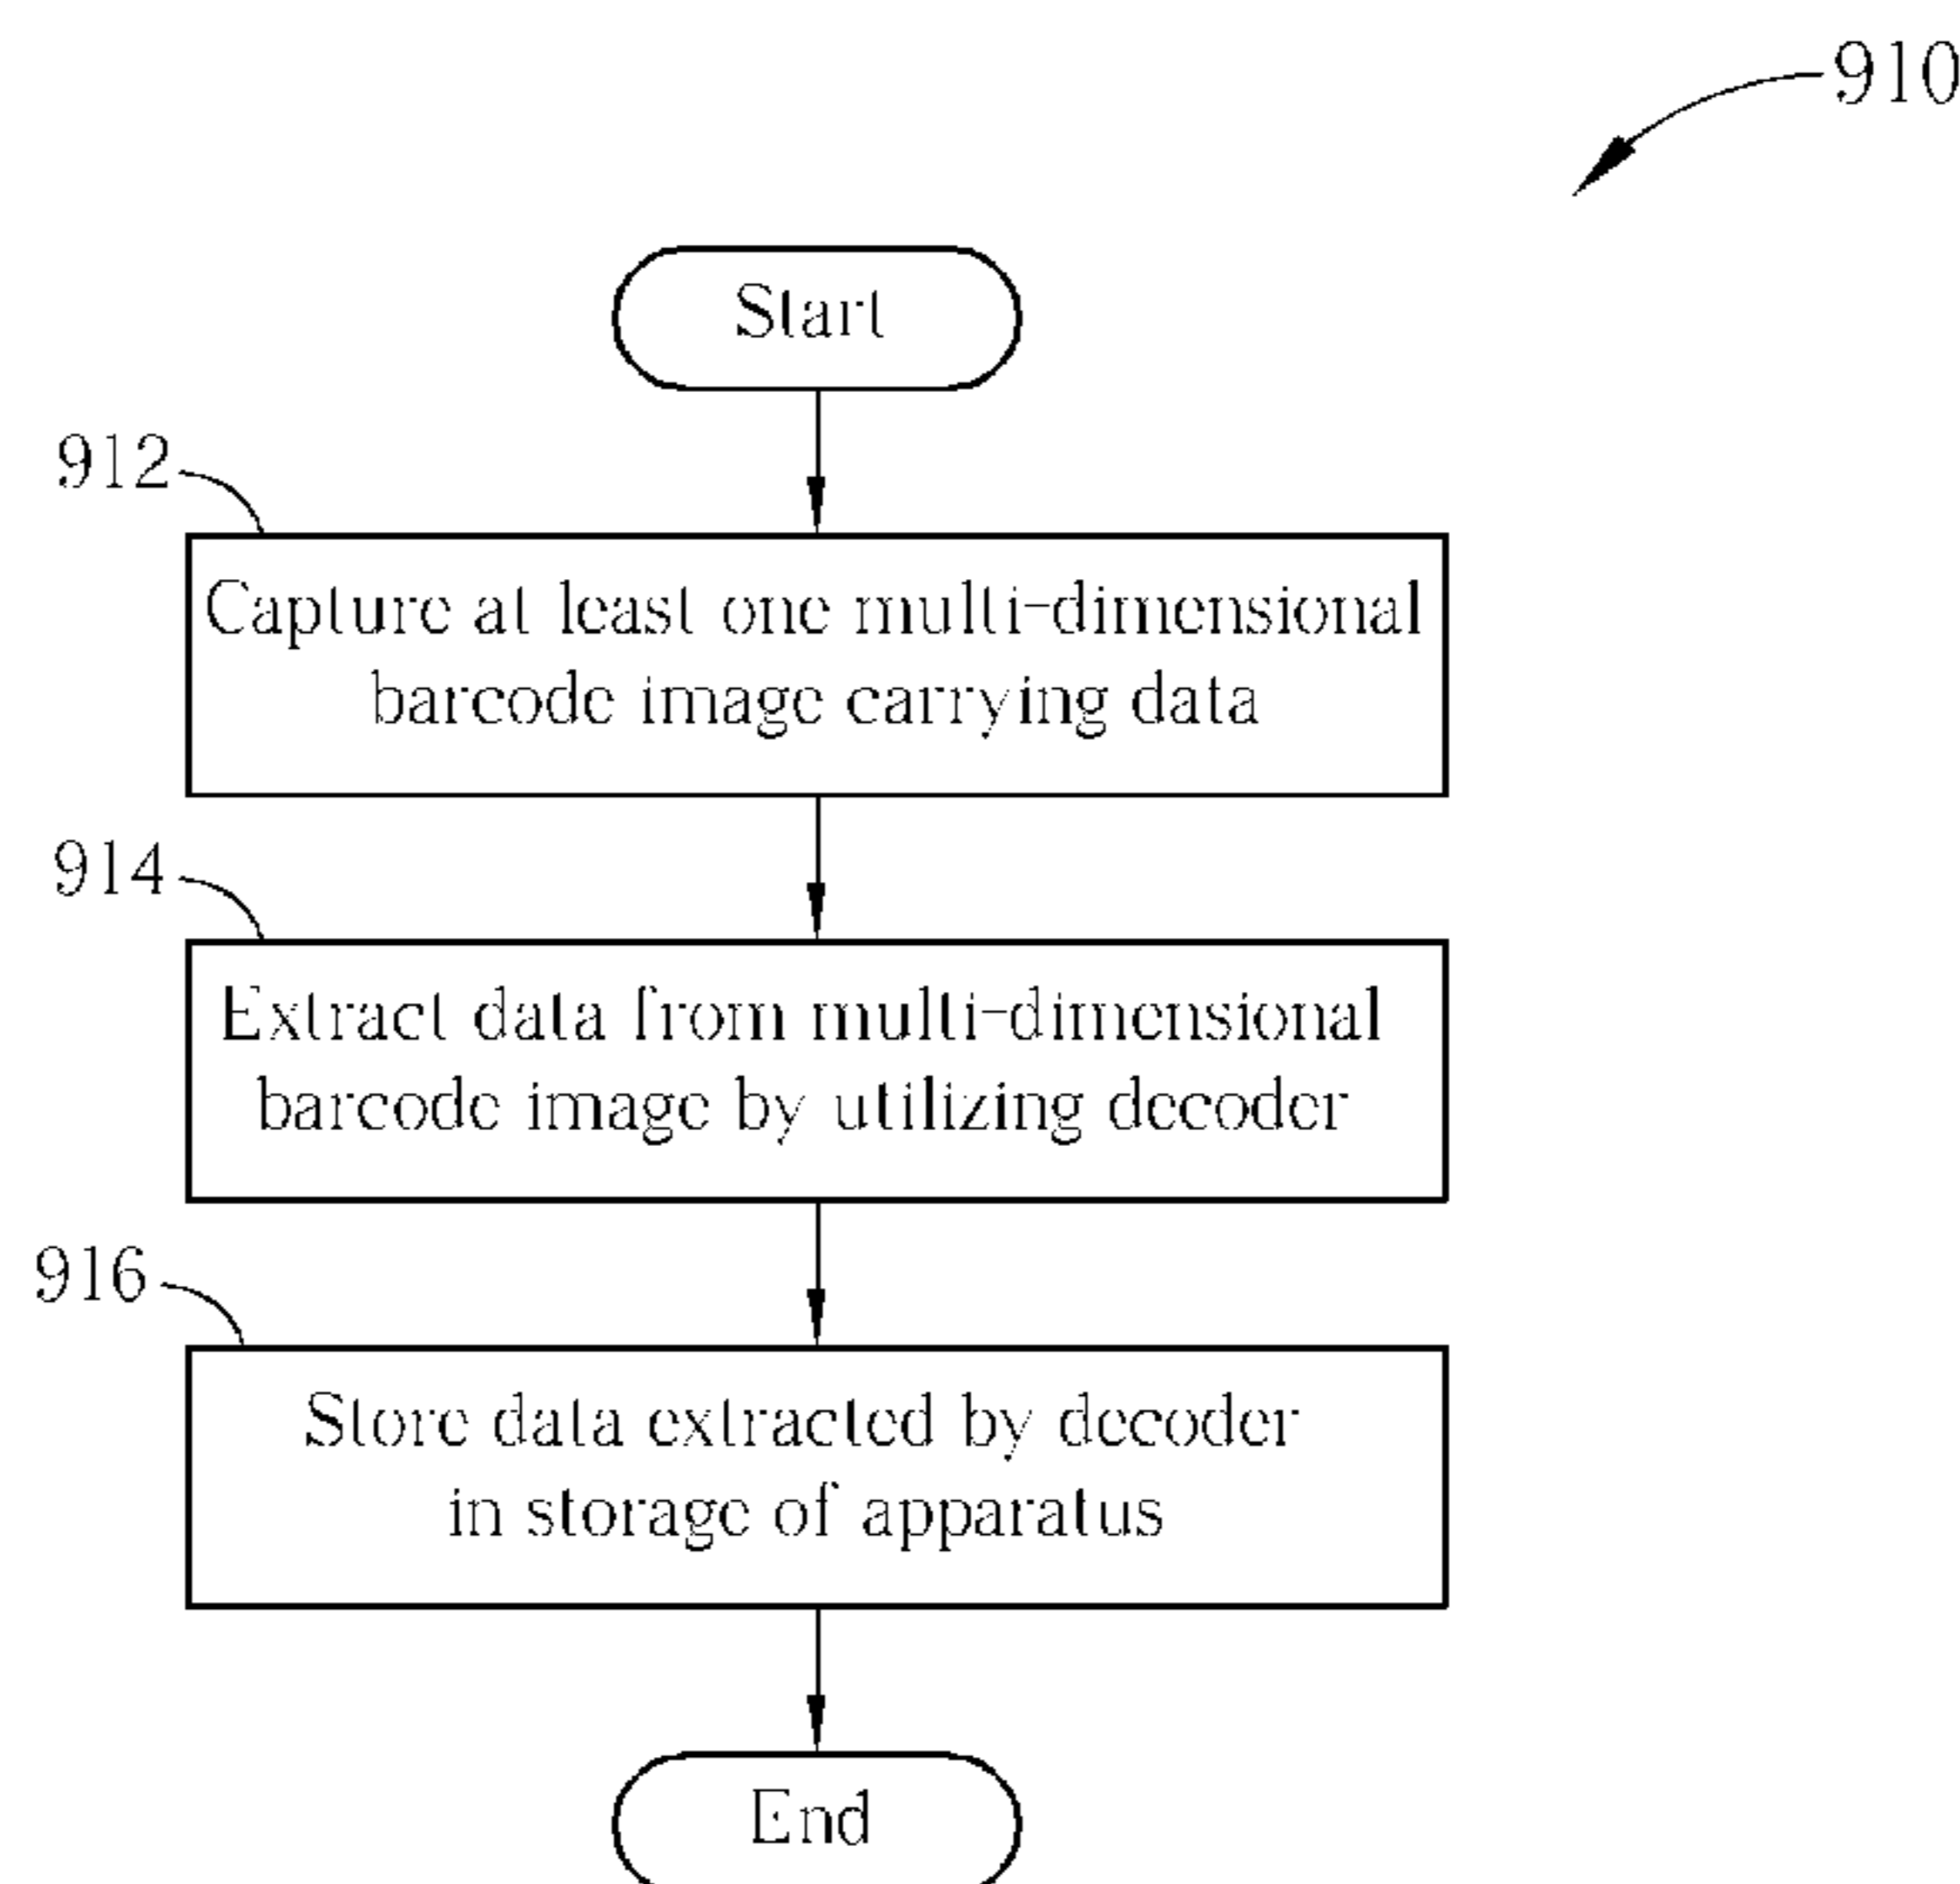 910
Start
912
Capture at least one multi-dimensional
barcode image carrying data
914
Extract data from multi-dimensional
barcode image by utilizing decoder
916
Store data extracted by decoder
in storage of apparatus
End